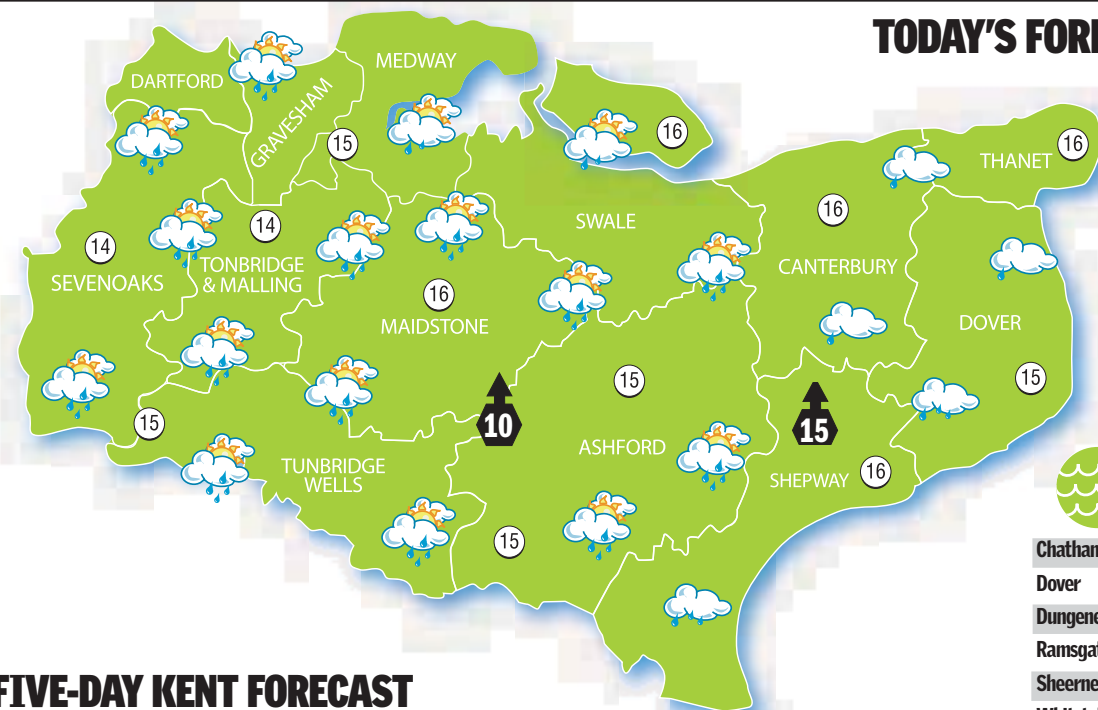 TODAY'S FOR
MEDWAY
DARTFORD
GRAVESHAM
15
16
THANET
16
14
14
SEVENOAKS
TONBRIDGE
& MALLING
SWALE
16
CANTERBURY
16
MAIDSTONE
DOVER
15
15
15
10
15
ASHFORD
TUNBRIDGE
WELLS
SHEPWAY
16
15
Chatham
Dover
Dungene
Ramsga
Sheerne
FIVE-DAY KENT FORECAST